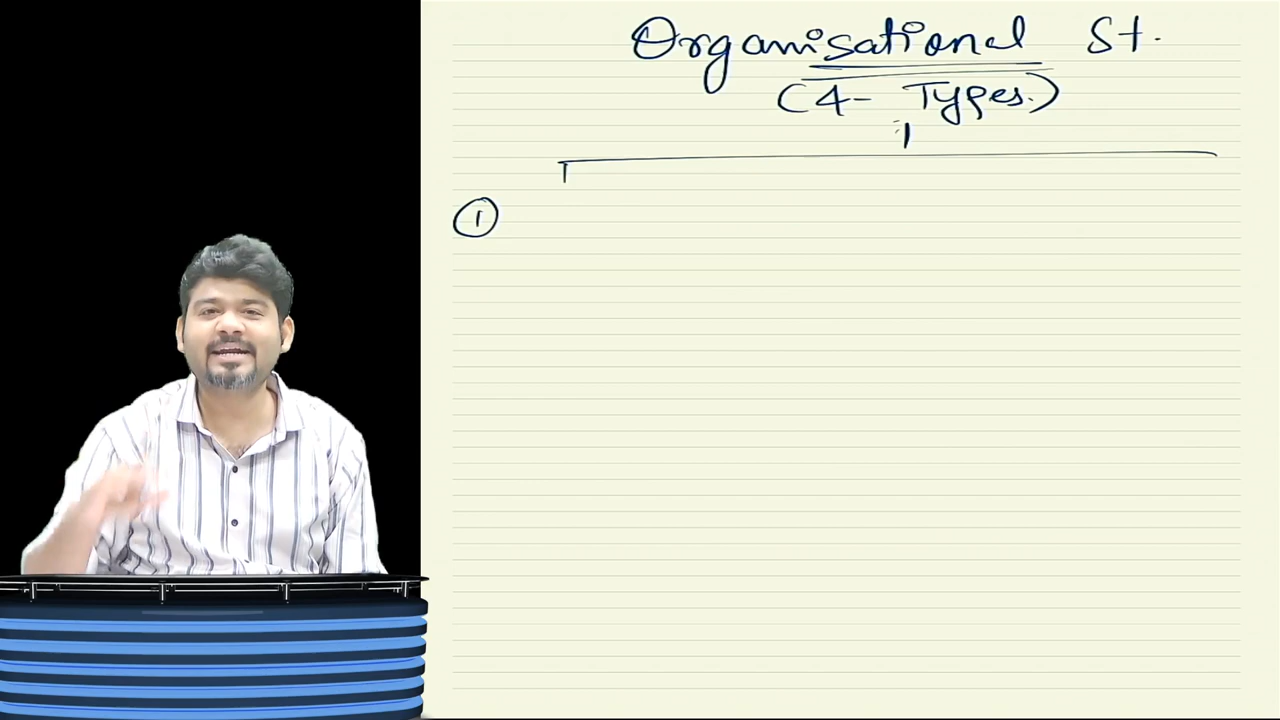 Organisational St.
(4- Types.)
①